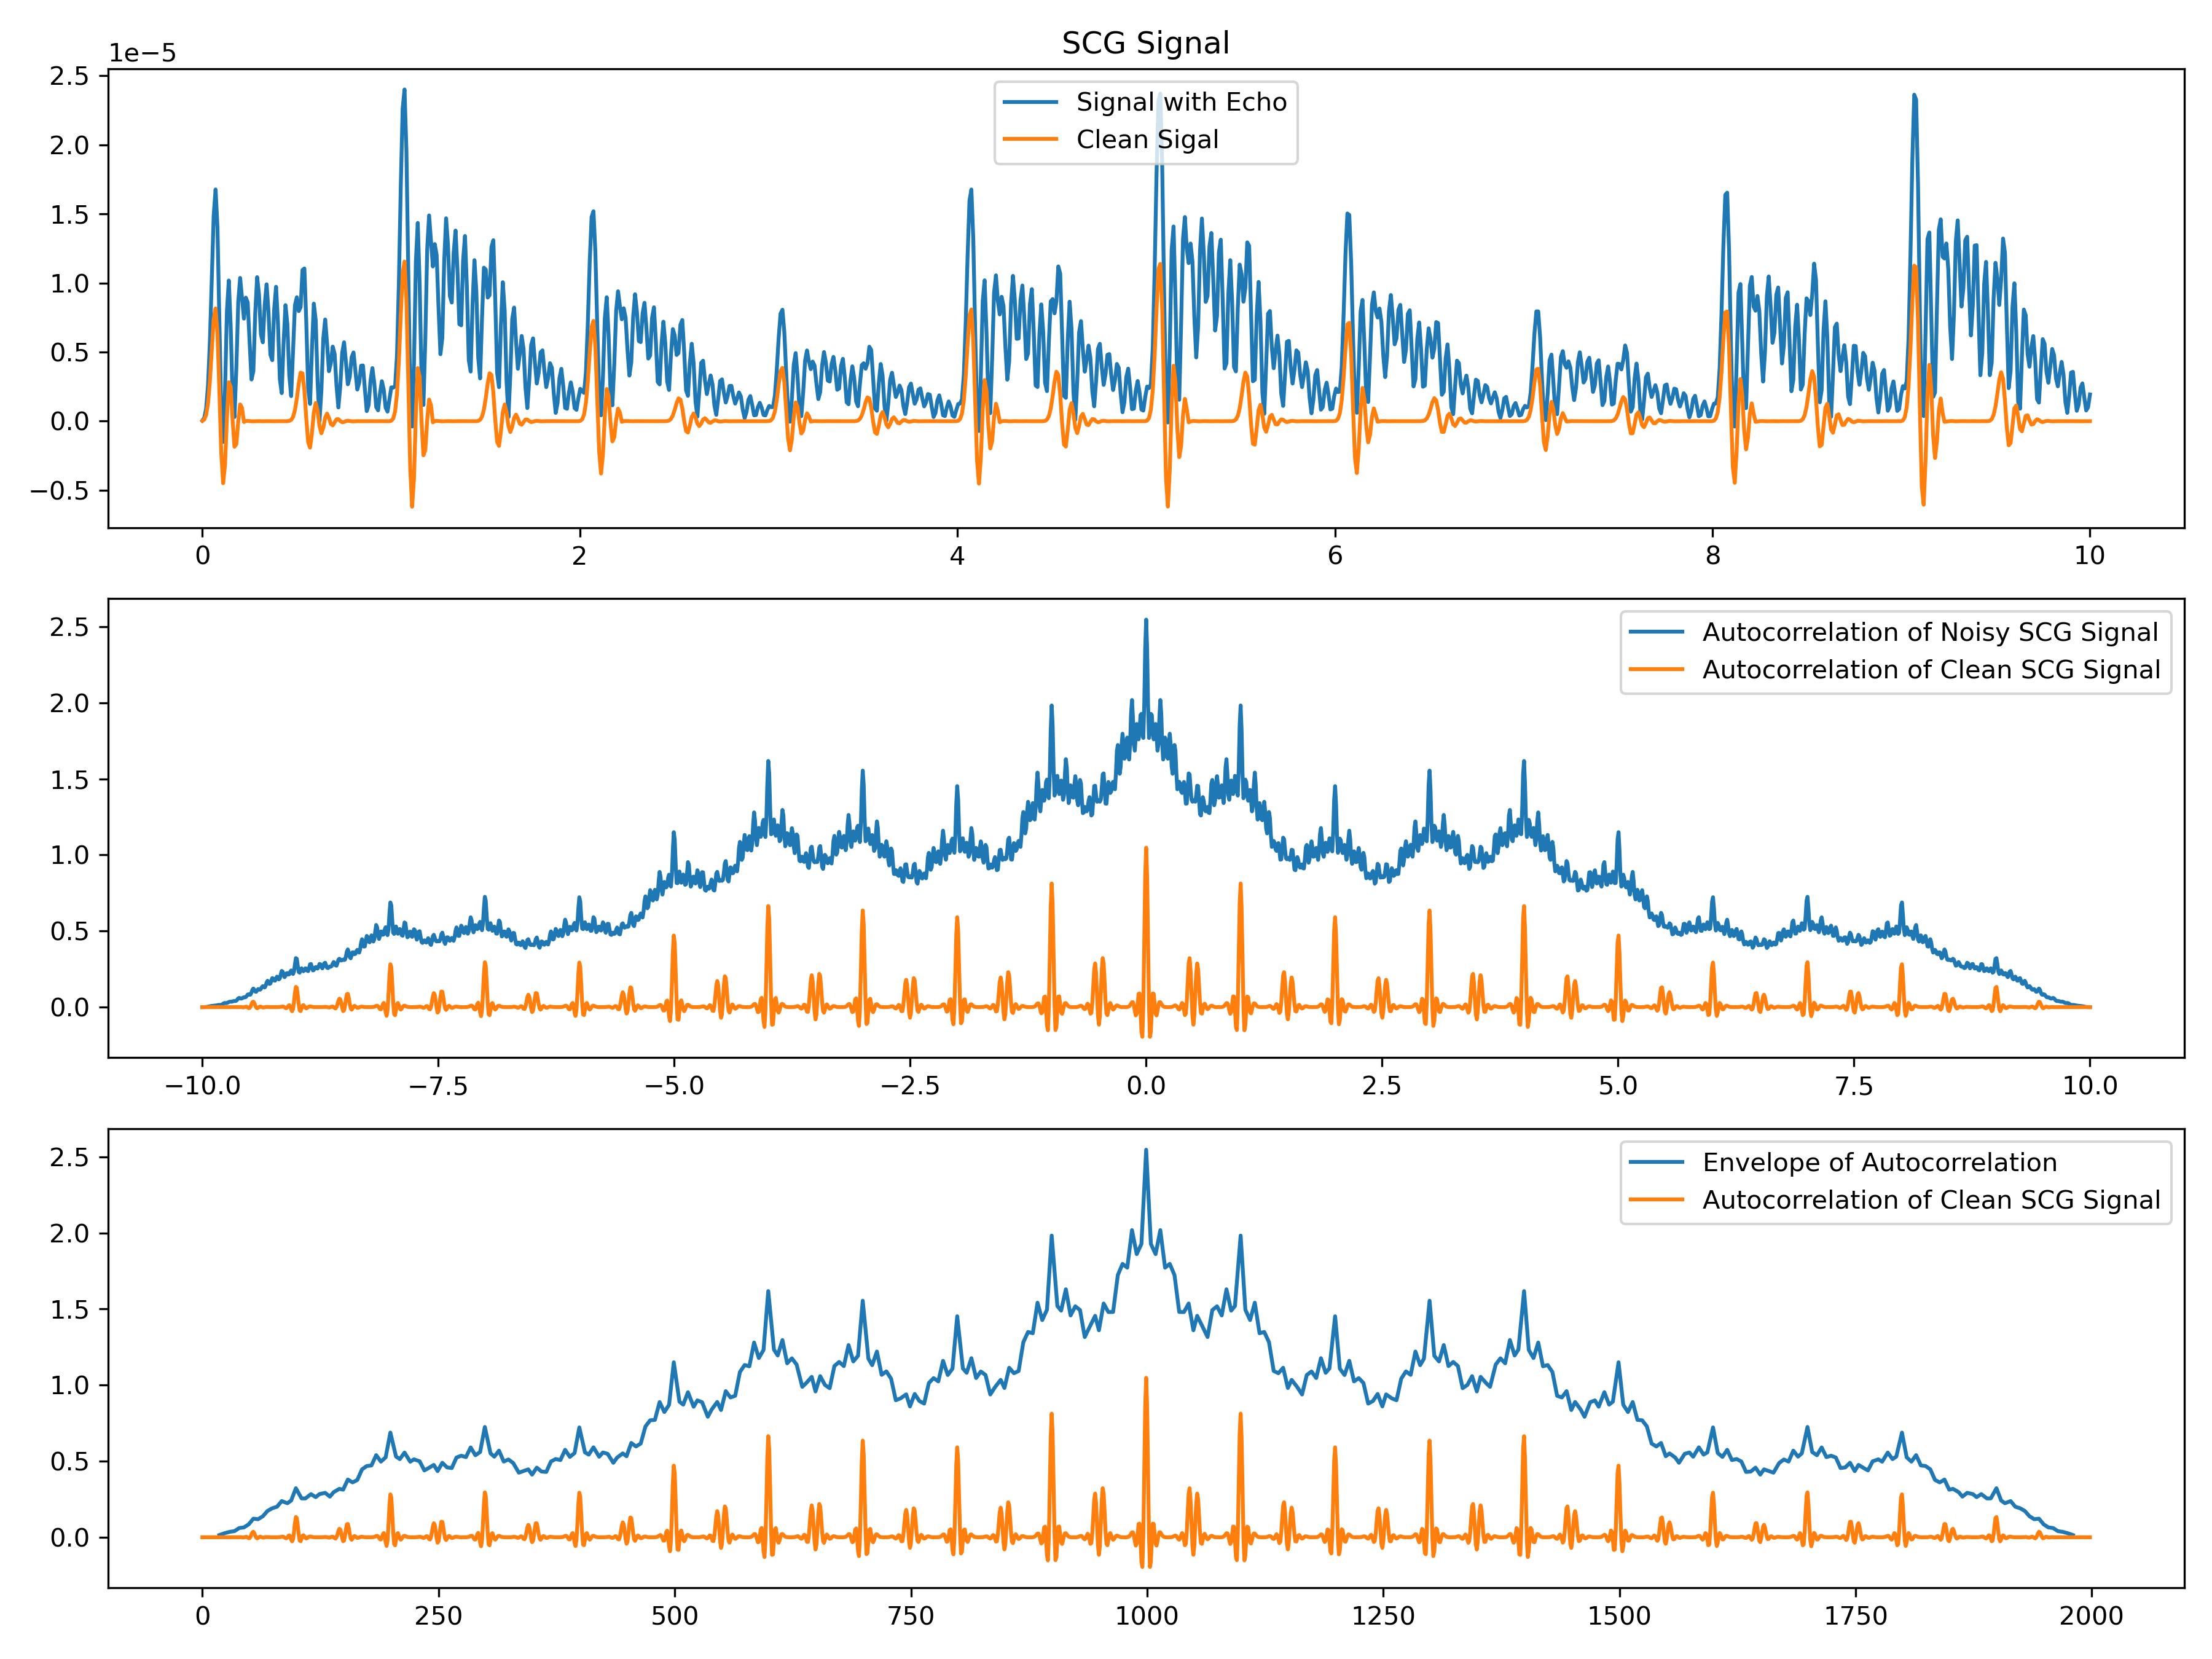 SCG Signal
1e−5
2.5
2.0
1.5
1.0
0.5
0.0
−0.5
Signal with Echo
Clean Sigal
0 2 4 6 8 10
2.5
2.0
1.5
1.0
0.5
0.0
Autocorrelation of Noisy SCG Signal
Autocorrelation of Clean SCG Signal
−10.0 −7.5 −5.0 −2.5 0.0 2.5 5.0 7.5 10.0
2.5
2.0
1.5
1.0
0.5
0.0
Envelope of Autocorrelation
Autocorrelation of Clean SCG Signal
0 250 500 750 1000 1250 1500 1750 2000